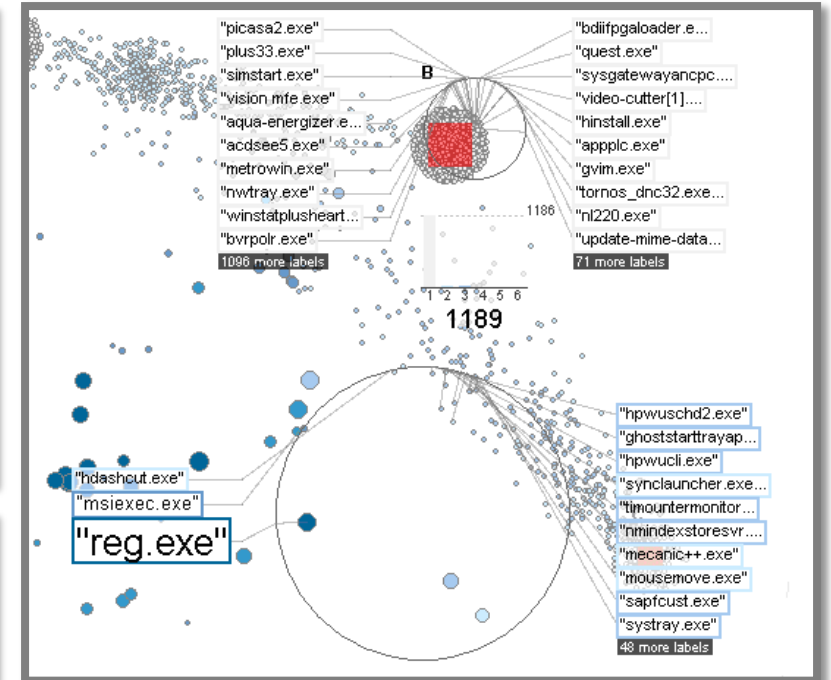 "picasa2.exe"
"plus33.exe"
"simstart.exe"
"vision mfe.exe"
"aqua-energizer.e...
"acdsee5.exe"
"metrowin.exe"
"nwtray.exe"
"winstatplusheart...
"bvrpolr.exe"
1096 more labels
B
"bdiifpgaloader.e...
"quest.exe"
"sysgatewayancpc....
"video-cutter[1]....
"hinstall.exe"
"appplc.exe"
"gvim.exe"
"tornos_dnc32.exe...
"nl220.exe"
"update-mime-data...
71 more labels
1186
1 2 3 4 5 6
1189
"hdashcut.exe"
"msiexec.exe"
"reg.exe"
"hpwuschd2.exe"
"ghoststarttrayap...
"hpwucli.exe"
"synclauncher.exe...
"timountermonitor...
"nmindexstoresvr....
"mecanic++.exe"
"mousemove.exe"
"sapfcust.exe"
"systray.exe"
48 more labels